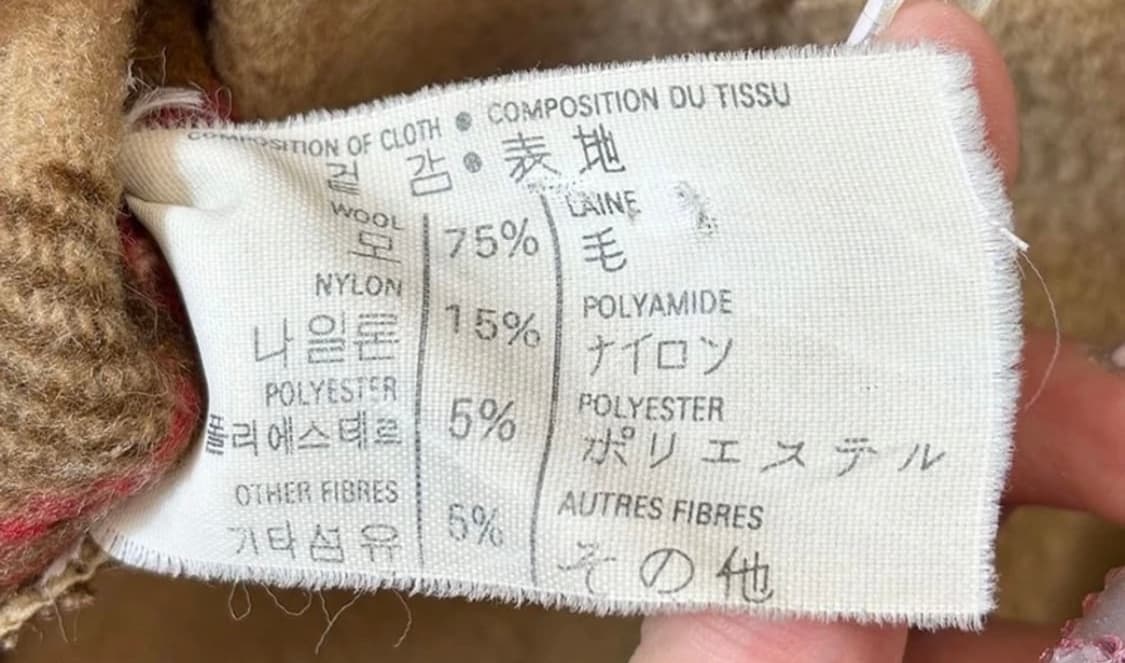 COMPOSITION OF CLOTH • COMPOSITION DU TISSU
겉 감 • 表 地
WOOL 75% LAINE
모 毛
NYLON 15% POLYAMIDE
나일론 ナイロン
POLYESTER 5% POLYESTER
폴리에스테르 ポリエステル
OTHER FIBRES 5% AUTRES FIBRES
기타섬유 その他